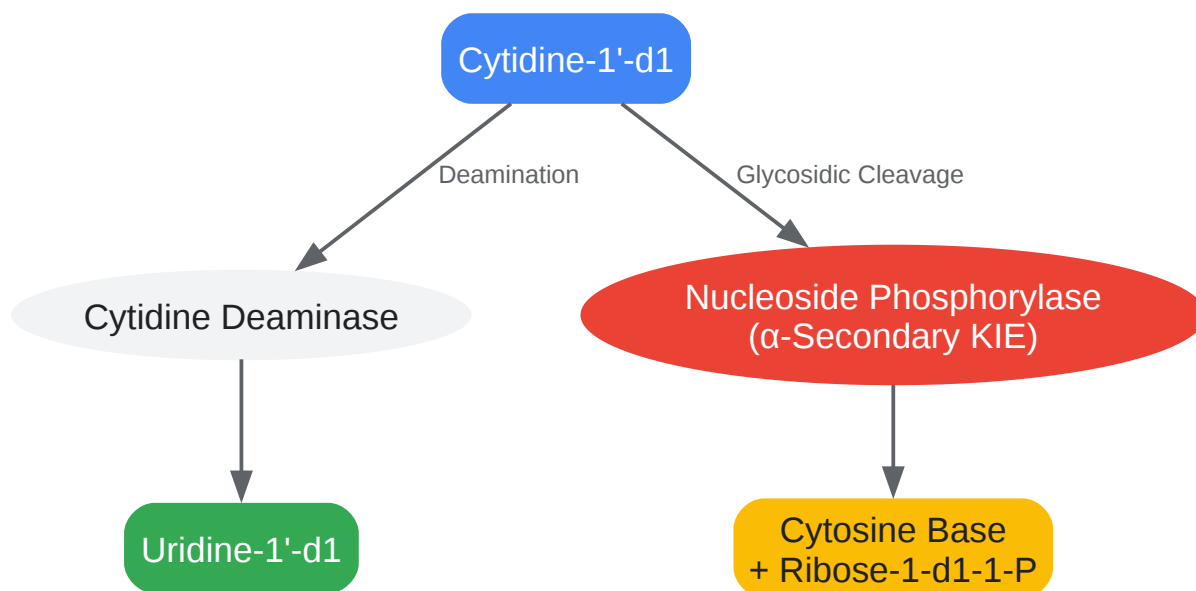 Cytidine-1'-d1
Deamination
Glycosidic Cleavage
Cytidine Deaminase
Nucleoside Phosphorylase
(α-Secondary KIE)
Uridine-1'-d1
Cytosine Base
+ Ribose-1-d1-1-P